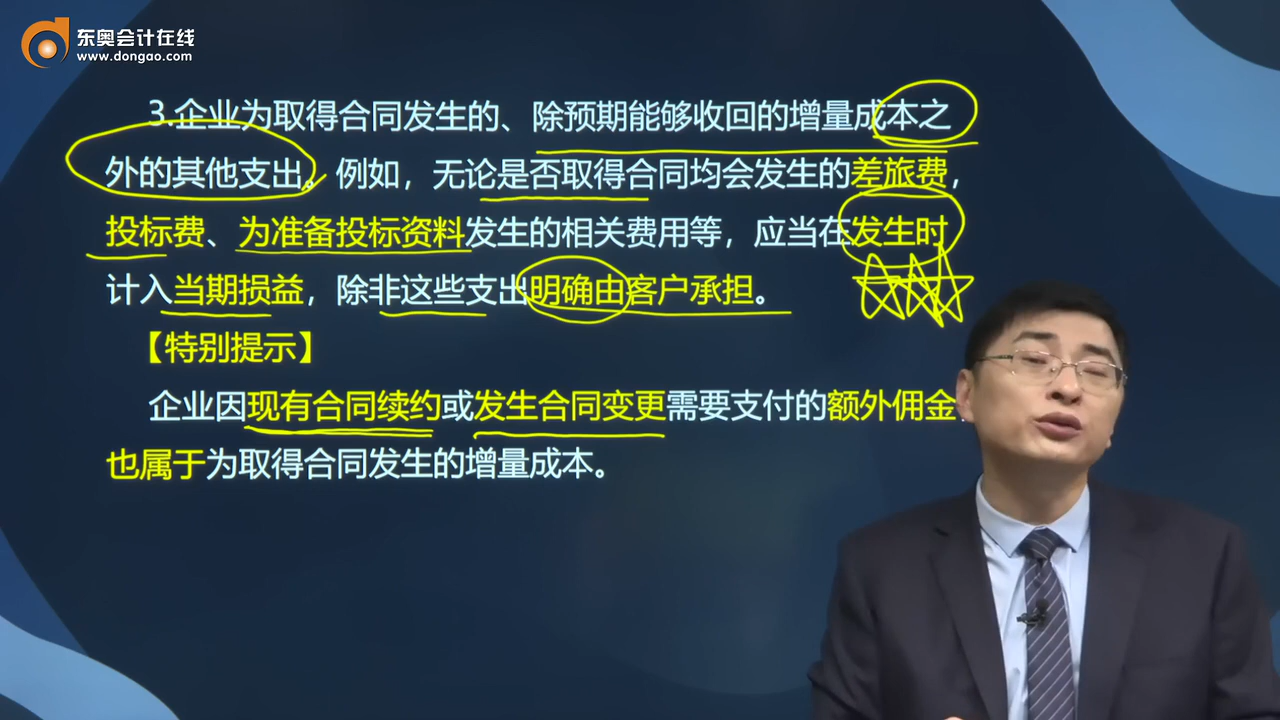 东奥会计在线
www.dongao.com
3.企业为取得合同发生的、除预期能够收回的增量成本之
外的其他支出。例如，无论是否取得合同均会发生的差旅费，
投标费、为准备投标资料发生的相关费用等，应当在发生时
计入当期损益，除非这些支出明确由客户承担。
【特别提示】
企业因现有合同续约或发生合同变更需要支付的额外佣金，
也属于为取得合同发生的增量成本。